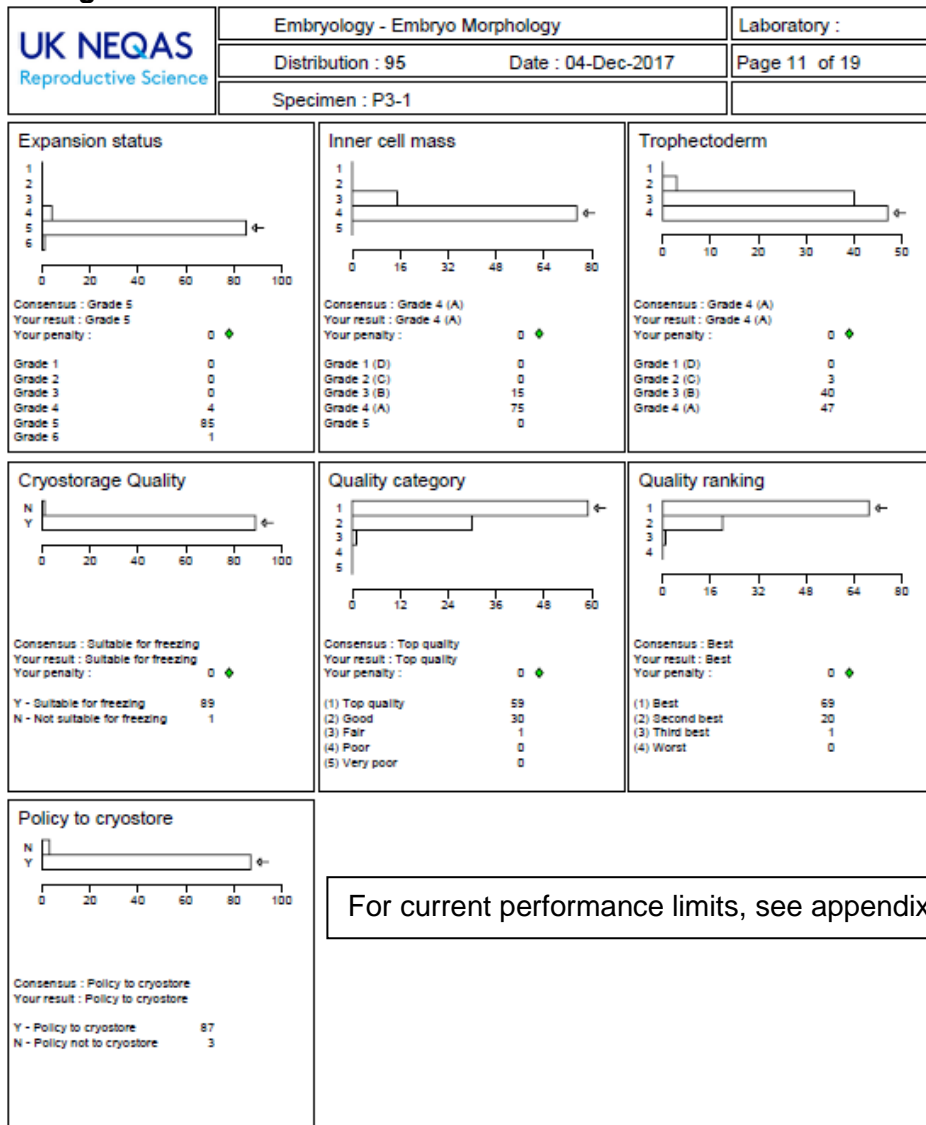 UK NEQAS
Reproductive Science
Embryology - Embryo Morphology
Laboratory :
Distribution : 95 Date : 04-Dec-2017
Page 11 of 19
Specimen : P3-1
Expansion status
1
2
3
4
5
6
0 20 40 60 80 100
Consensus : Grade 5
Your result : Grade 5
Your penalty : 0
Grade 1 0
Grade 2 0
Grade 3 0
Grade 4 4
Grade 5 85
Grade 6 1
Inner cell mass
1
2
3
4
5
0 16 32 48 64 80
Consensus : Grade 4 (A)
Your result : Grade 4 (A)
Your penalty : 0
Grade 1 (D) 0
Grade 2 (C) 0
Grade 3 (B) 15
Grade 4 (A) 75
Grade 5 0
Trophectoderm
1
2
3
4
0 10 20 30 40 50
Consensus : Grade 4 (A)
Your result : Grade 4 (A)
Your penalty : 0
Grade 1 (D) 0
Grade 2 (C) 3
Grade 3 (B) 40
Grade 4 (A) 47
Cryostorage Quality
N
Y
0 20 40 60 80 100
Consensus : Suitable for freezing
Your result : Suitable for freezing
Your penalty : 0
Y - Suitable for freezing 89
N - Not suitable for freezing 1
Quality category
1
2
3
4
5
0 12 24 36 48 60
Consensus : Top quality
Your result : Top quality
Your penalty : 0
(1) Top quality 59
(2) Good 30
(3) Fair 1
(4) Poor 0
(5) Very poor 0
Quality ranking
1
2
3
4
0 16 32 48 64 80
Consensus : Best
Your result : Best
Your penalty : 0
(1) Best 69
(2) Second best 20
(3) Third best 1
(4) Worst 0
Policy to cryostore
N
Y
0 20 40 60 80 100
Consensus : Policy to cryostore
Your result : Policy to cryostore
Y - Policy to cryostore 87
N - Policy not to cryostore 3
For current performance limits, see appendix